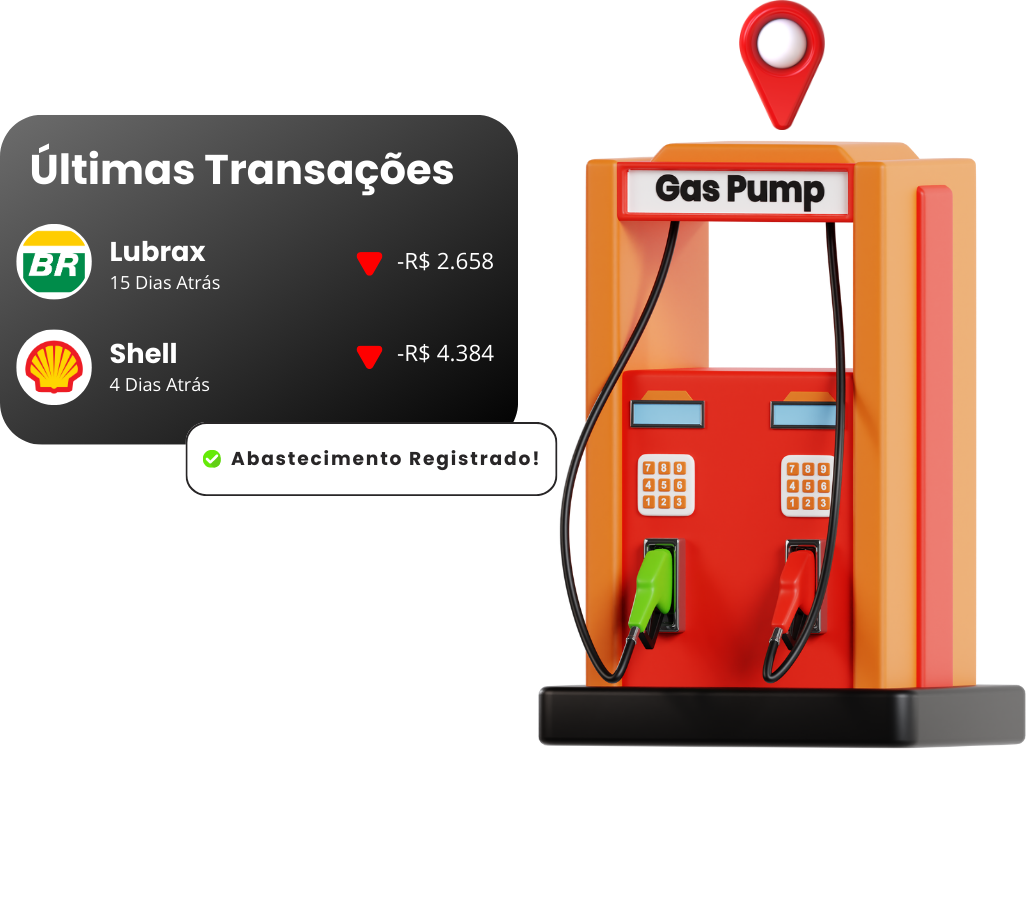 Últimas Transações
BR
Lubrax
15 Dias Atrás
-R$ 2.658
Shell
4 Dias Atrás
-R$ 4.384
Abastecimento Registrado!
Gas Pump
7 8 9
4 5 6
1 2 3
7 8 9
4 5 6
1 2 3